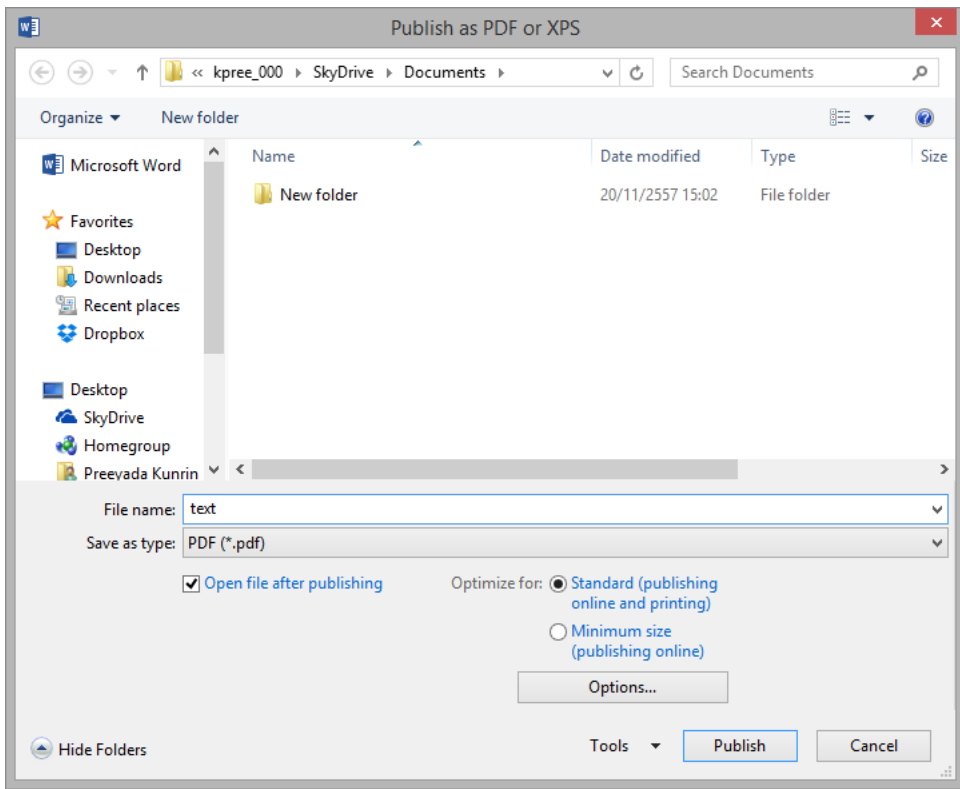 Publish as PDF or XPS
« kpree_000 ▸ SkyDrive ▸ Documents ▸ Search Documents
Organize ▾ New folder
Name Date modified Type Size
Microsoft Word
New folder 20/11/2557 15:02 File folder
Favorites
Desktop
Downloads
Recent places
Dropbox
Desktop
SkyDrive
Homegroup
Preeyada Kunrin
File name: text
Save as type: PDF (*.pdf)
Open file after publishing
Optimize for: Standard (publishing
online and printing)
Minimum size
(publishing online)
Options...
Hide Folders Tools ▾ Publish Cancel